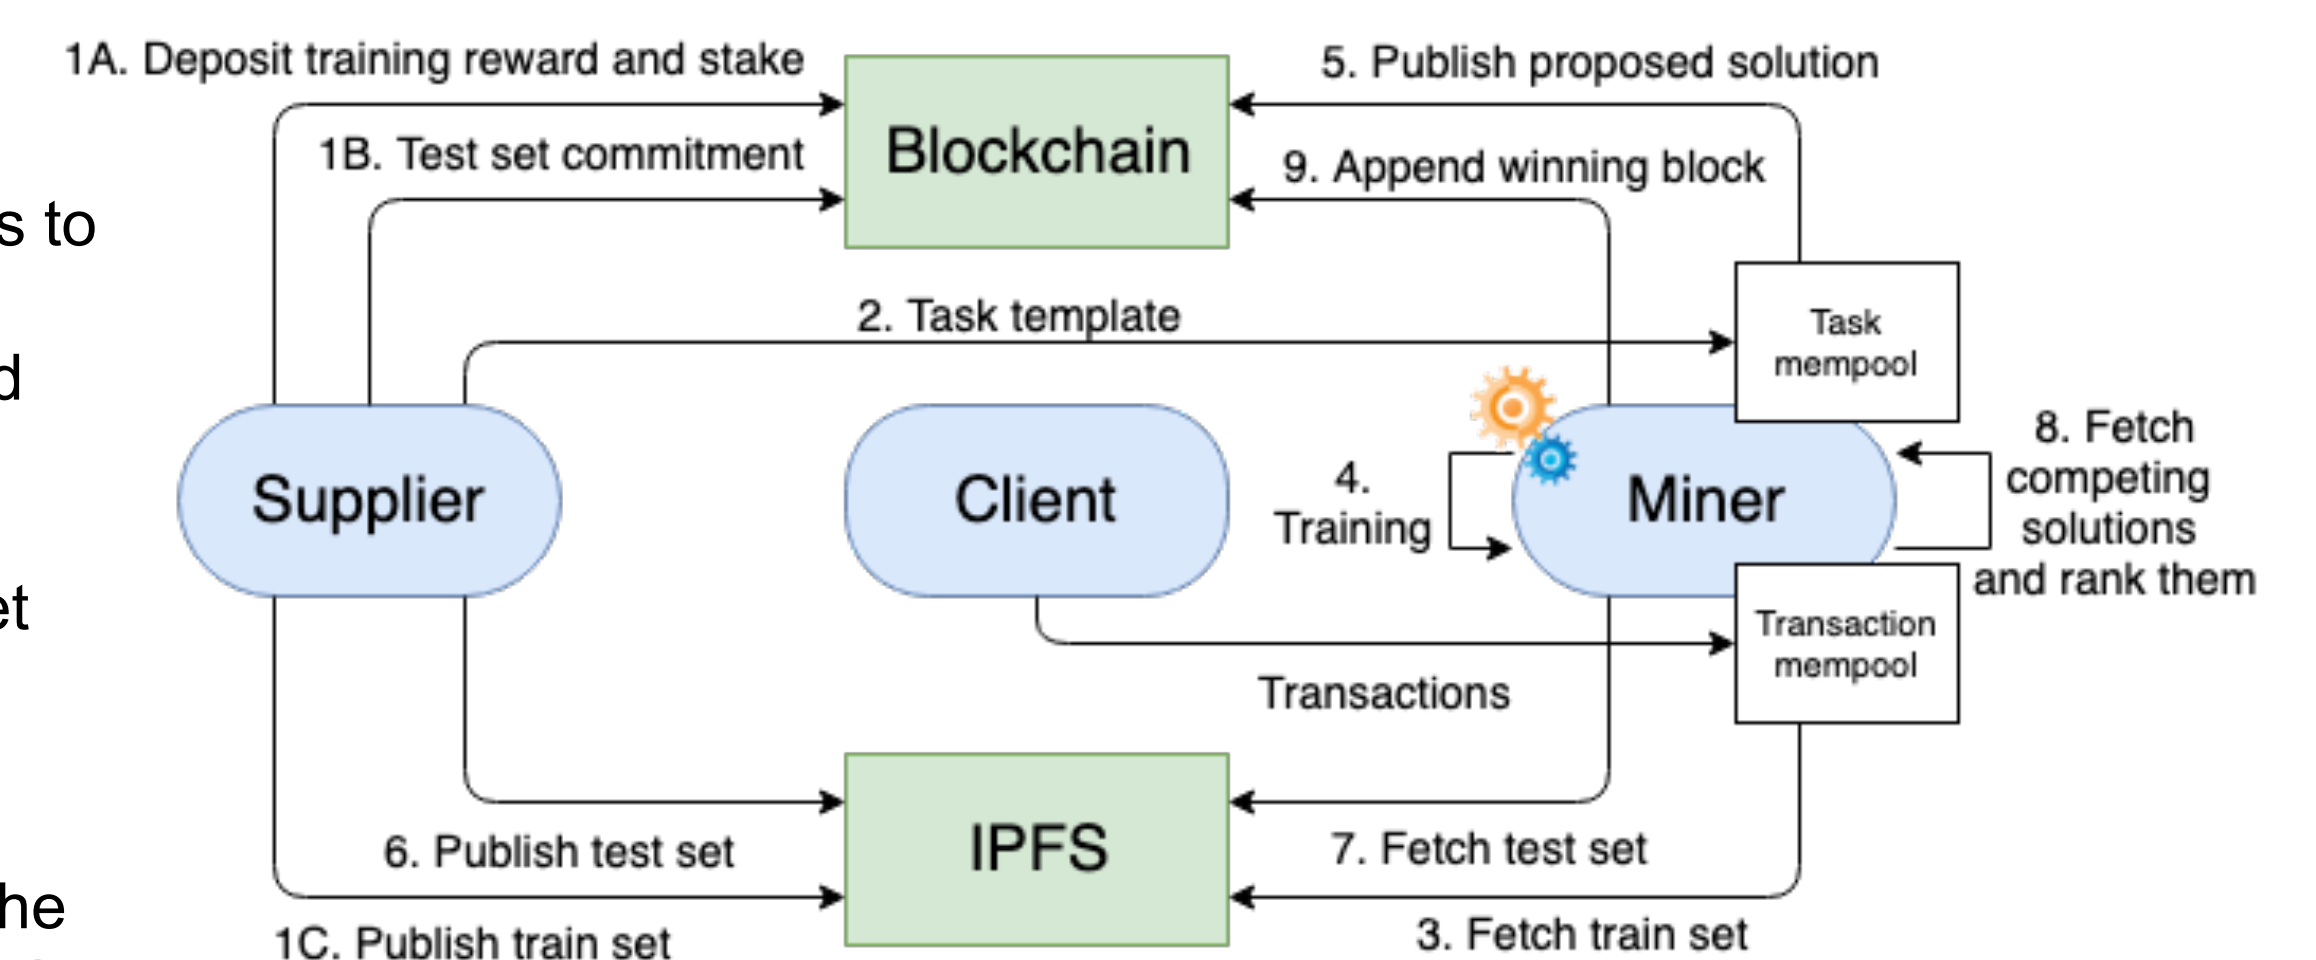 1A. Deposit training reward and stake
5. Publish proposed solution
1B. Test set commitment
Blockchain
9. Append winning block
s to
2. Task template
Task
mempool
d
Supplier
Client
4.
Training
Miner
8. Fetch
competing
solutions
and rank them
et
Transaction
mempool
Transactions
6. Publish test set
IPFS
7. Fetch test set
he
1C. Publish train set
3. Fetch train set